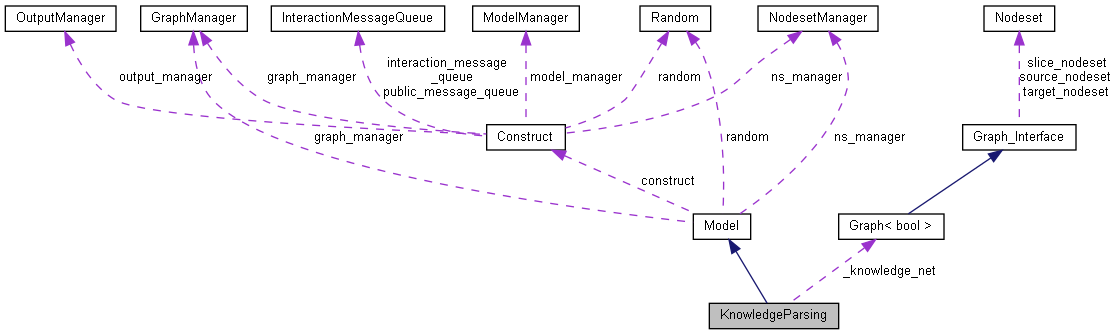 OutputManager
GraphManager
InteractionMessageQueue
ModelManager
Random
NodesetManager
Nodeset
output_manager
graph_manager
interaction_message
_queue
public_message_queue
model_manager
random
ns_manager
slice_nodeset
source_nodeset
target_nodeset
graph_manager
Construct
random
ns_manager
Graph_Interface
construct
Model
Graph< bool >
_knowledge_net
KnowledgeParsing